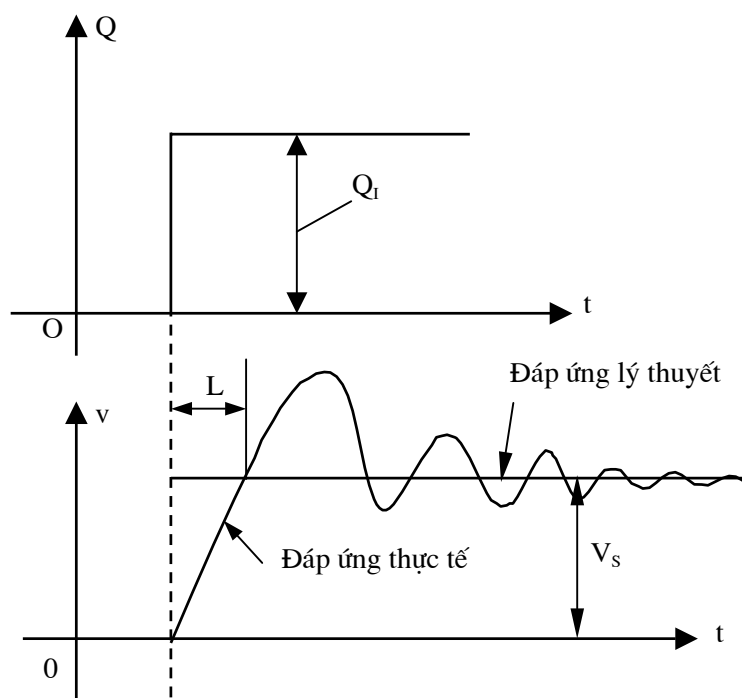 Q
Q_I
t
O
L
Đáp ứng lý thuyết
v
Đáp ứng thực tế
V_S
t
0